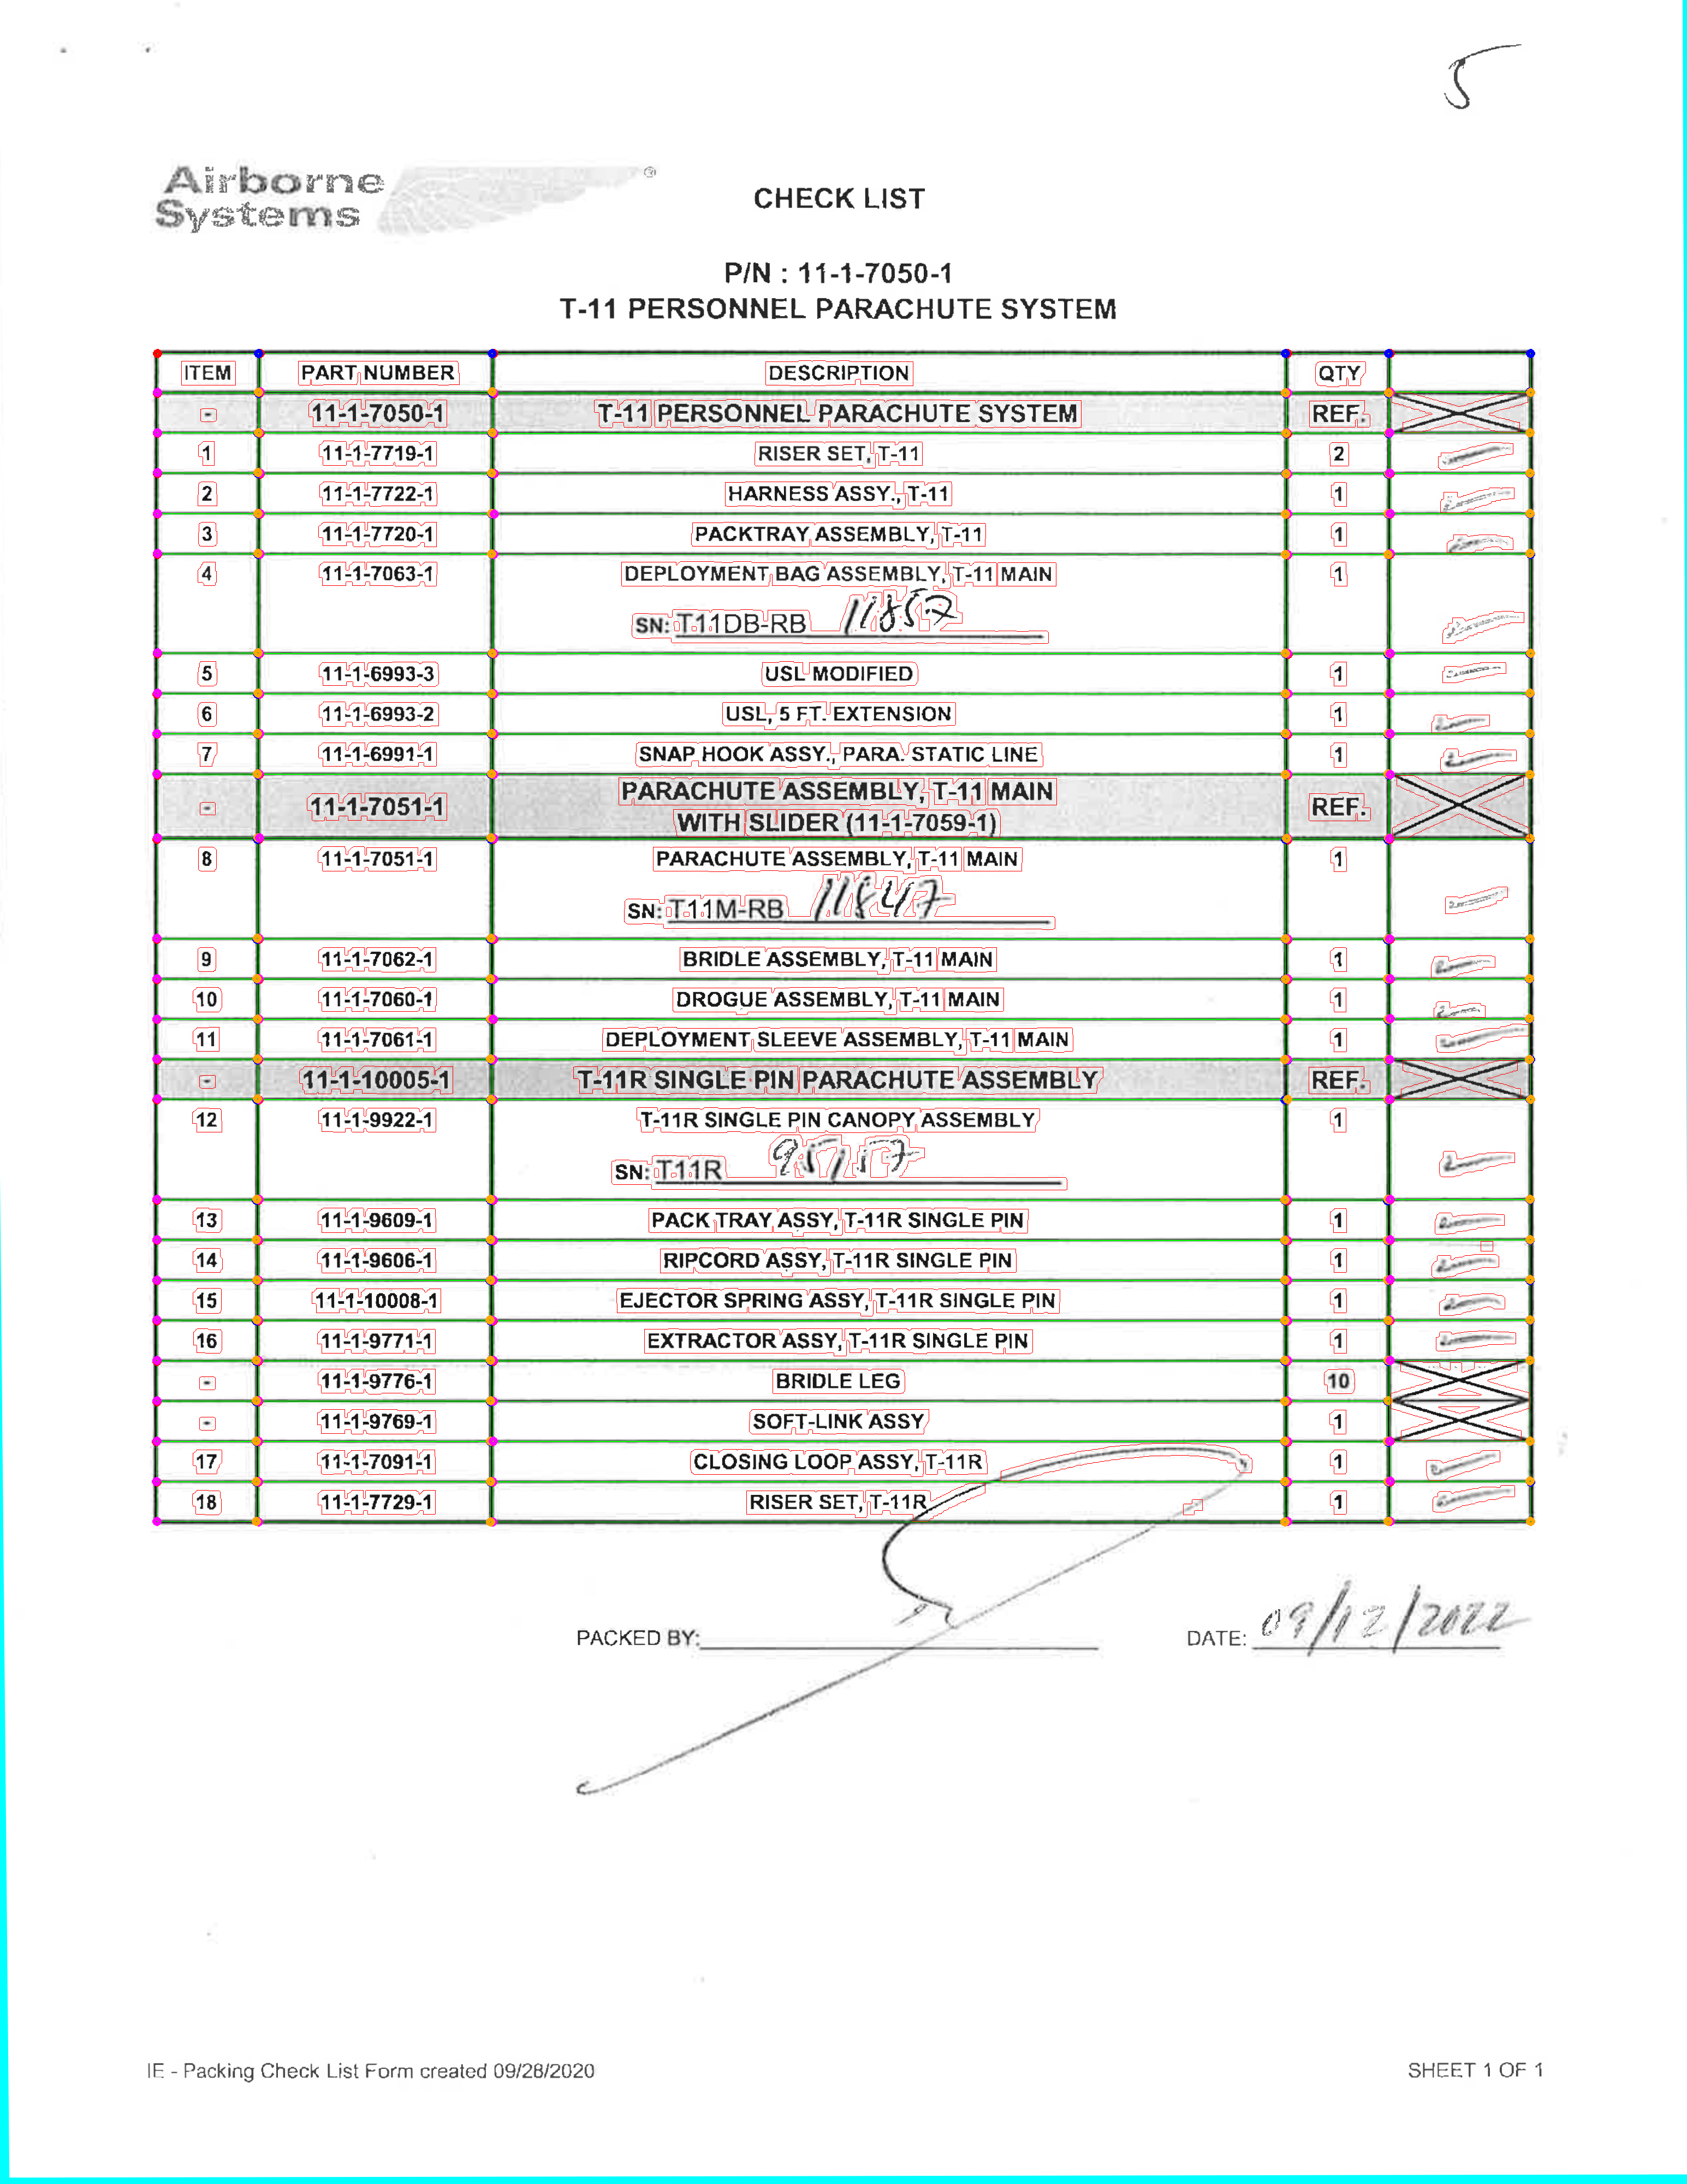 5
Airborne
Systems
®
CHECK LIST
P/N : 11-1-7050-1
T-11 PERSONNEL PARACHUTE SYSTEM
ITEM PART NUMBER DESCRIPTION QTY
- 11-1-7050-1 T-11 PERSONNEL PARACHUTE SYSTEM REF.
1 11-1-7719-1 RISER SET, T-11 2
2 11-1-7722-1 HARNESS ASSY., T-11 1
3 11-1-7720-1 PACKTRAY ASSEMBLY, T-11 1
4 11-1-7063-1 DEPLOYMENT BAG ASSEMBLY, T-11 MAIN 1
SN: T11DB-RB 11857
5 11-1-6993-3 USL MODIFIED 1
6 11-1-6993-2 USL, 5 FT. EXTENSION 1
7 11-1-6991-1 SNAP HOOK ASSY., PARA. STATIC LINE 1
- 11-1-7051-1 PARACHUTE ASSEMBLY, T-11 MAIN REF.
WITH SLIDER (11-1-7059-1)
8 11-1-7051-1 PARACHUTE ASSEMBLY, T-11 MAIN 1
SN: T11M-RB 11847
9 11-1-7062-1 BRIDLE ASSEMBLY, T-11 MAIN 1
10 11-1-7060-1 DROGUE ASSEMBLY, T-11 MAIN 1
11 11-1-7061-1 DEPLOYMENT SLEEVE ASSEMBLY, T-11 MAIN 1
- 11-1-10005-1 T-11R SINGLE PIN PARACHUTE ASSEMBLY REF.
12 11-1-9922-1 T-11R SINGLE PIN CANOPY ASSEMBLY 1
SN: T11R
13 11-1-9609-1 PACK TRAY ASSY, T-11R SINGLE PIN 1
14 11-1-9606-1 RIPCORD ASSY, T-11R SINGLE PIN 1
15 11-1-10008-1 EJECTOR SPRING ASSY, T-11R SINGLE PIN 1
16 11-1-9771-1 EXTRACTOR ASSY, T-11R SINGLE PIN 1
- 11-1-9776-1 BRIDLE LEG 10
- 11-1-9769-1 SOFT-LINK ASSY 1
17 11-1-7091-1 CLOSING LOOP ASSY, T-11R 1
18 11-1-7729-1 RISER SET, T-11R 1
PACKED BY: DATE: 09/12/2022
IE - Packing Check List Form created 09/28/2020 SHEET 1 OF 1